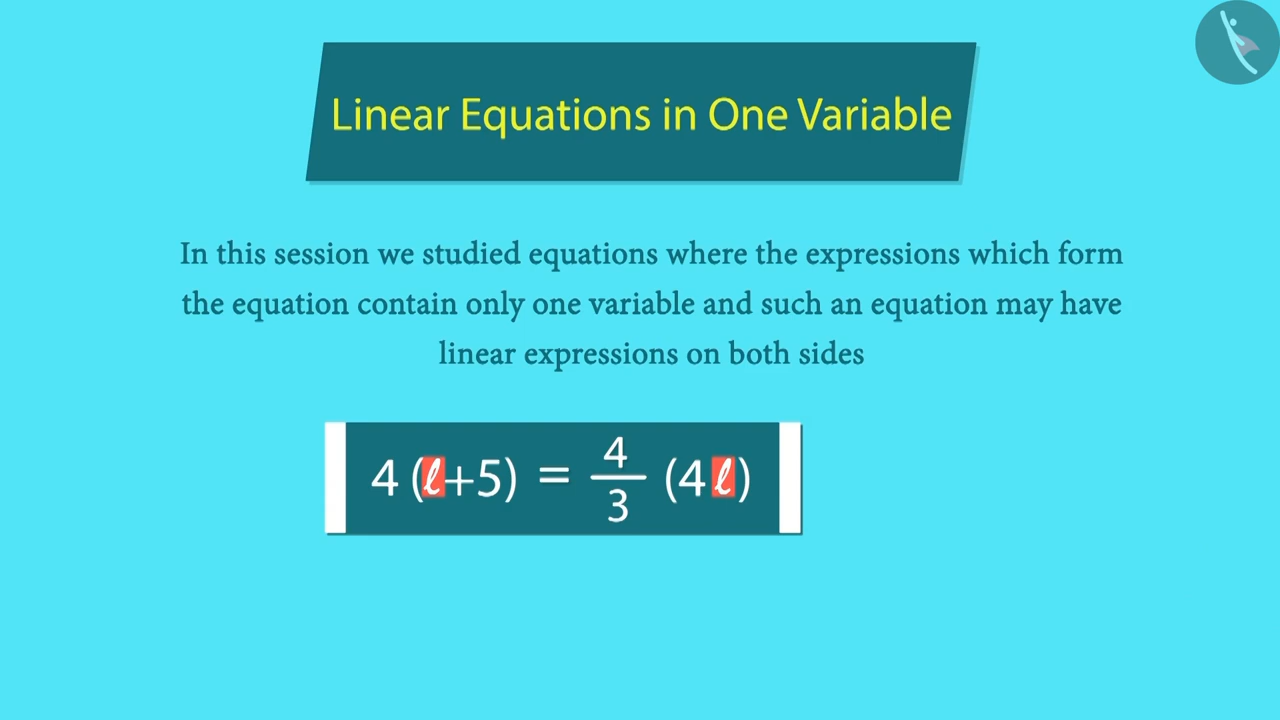 Linear Equations in One Variable
In this session we studied equations where the expressions which form
the equation contain only one variable and such an equation may have
linear expressions on both sides
4 (ℓ+5) = 4/3 (4ℓ)